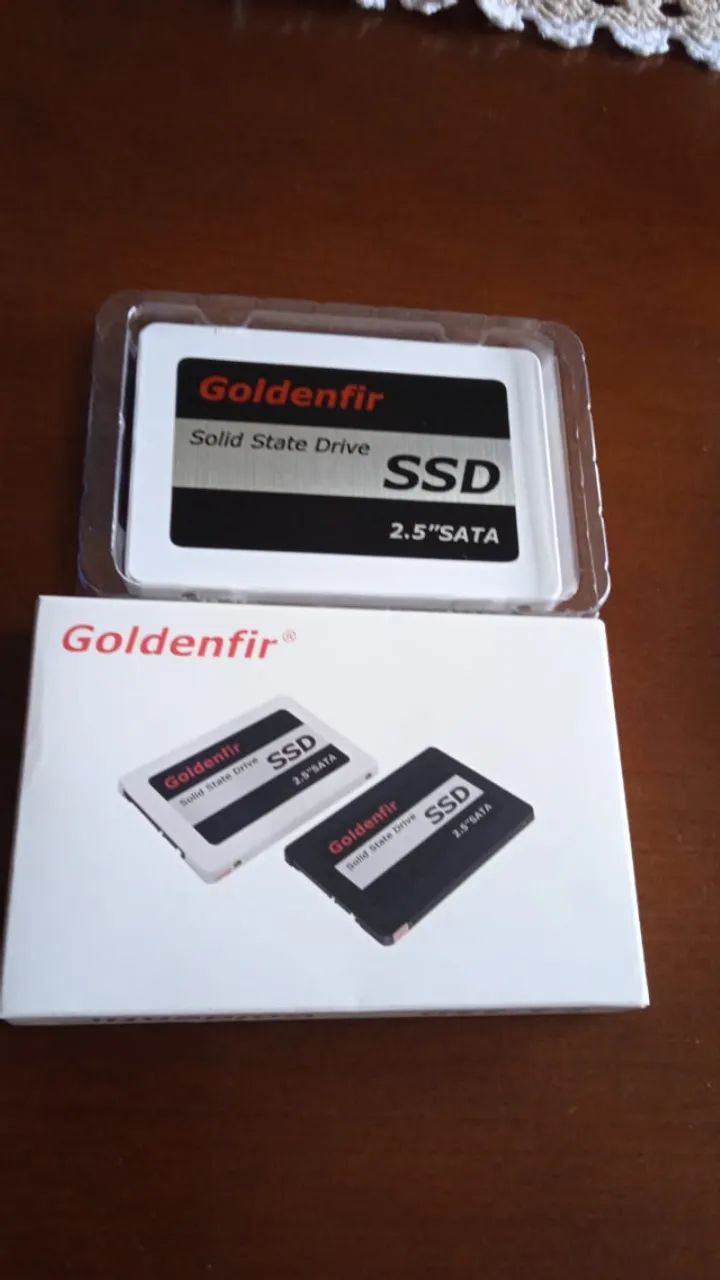 Goldenfir
Solid State Drive
SSD
2.5"SATA
Goldenfir®
Goldenfir
Solid State Drive
SSD
2.5"SATA
Goldenfir
Solid State Drive
SSD
2.5"SATA